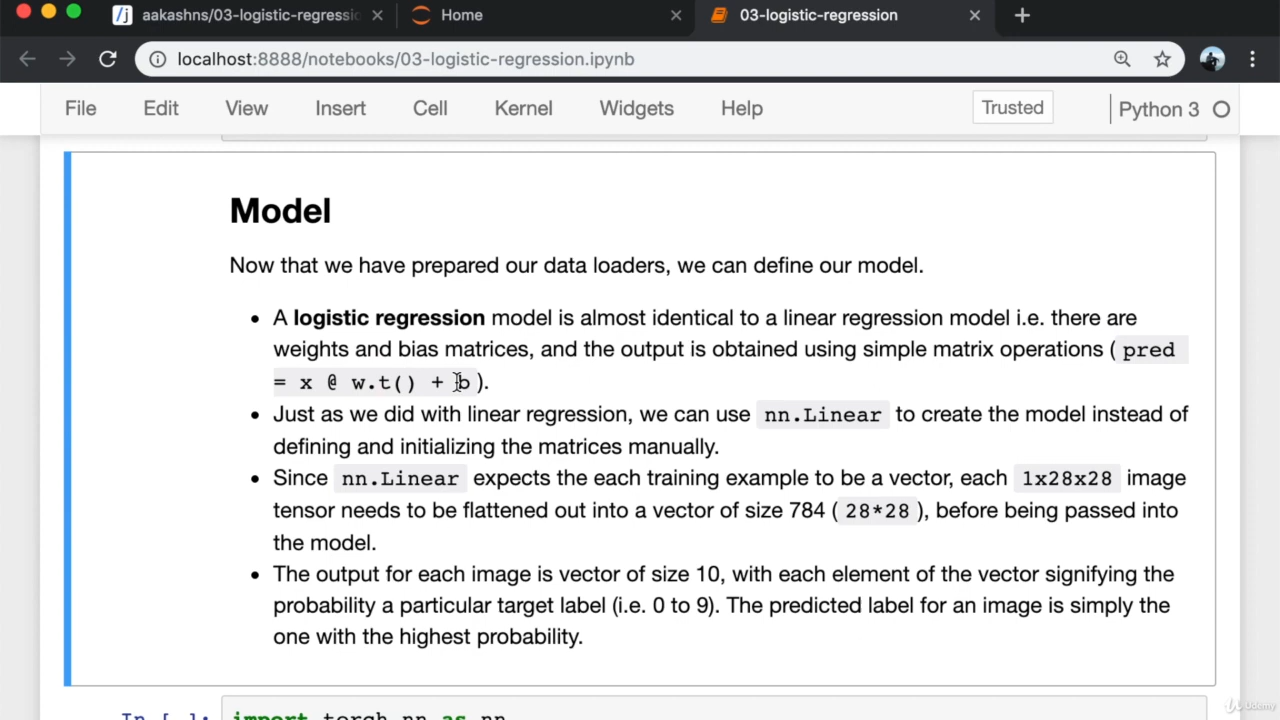 aakashns/03-logistic-regressio
Home
03-logistic-regression
localhost:8888/notebooks/03-logistic-regression.ipynb
File Edit View Insert Cell Kernel Widgets Help Trusted Python 3
Model
Now that we have prepared our data loaders, we can define our model.
• A logistic regression model is almost identical to a linear regression model i.e. there are
weights and bias matrices, and the output is obtained using simple matrix operations ( pred
= x @ w.t() + b ).
• Just as we did with linear regression, we can use nn.Linear to create the model instead of
defining and initializing the matrices manually.
• Since nn.Linear expects the each training example to be a vector, each 1x28x28 image
tensor needs to be flattened out into a vector of size 784 ( 28*28 ), before being passed into
the model.
• The output for each image is vector of size 10, with each element of the vector signifying the
probability a particular target label (i.e. 0 to 9). The predicted label for an image is simply the
one with the highest probability.
In [ ]: import torch.nn as nn
Udemy